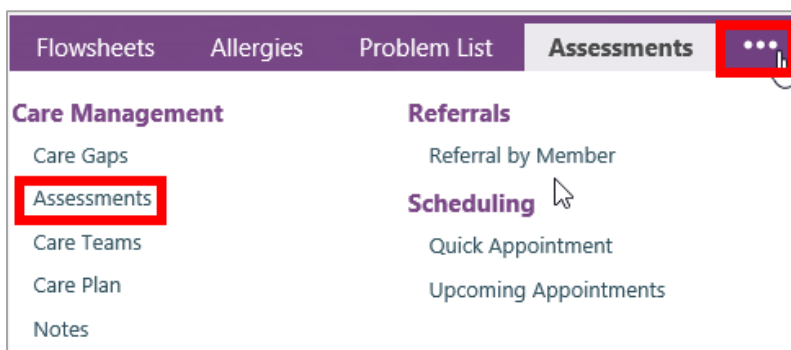 Flowsheets Allergies Problem List Assessments •••
Care Management
Care Gaps
Assessments
Care Teams
Care Plan
Notes
Referrals
Referral by Member
Scheduling
Quick Appointment
Upcoming Appointments